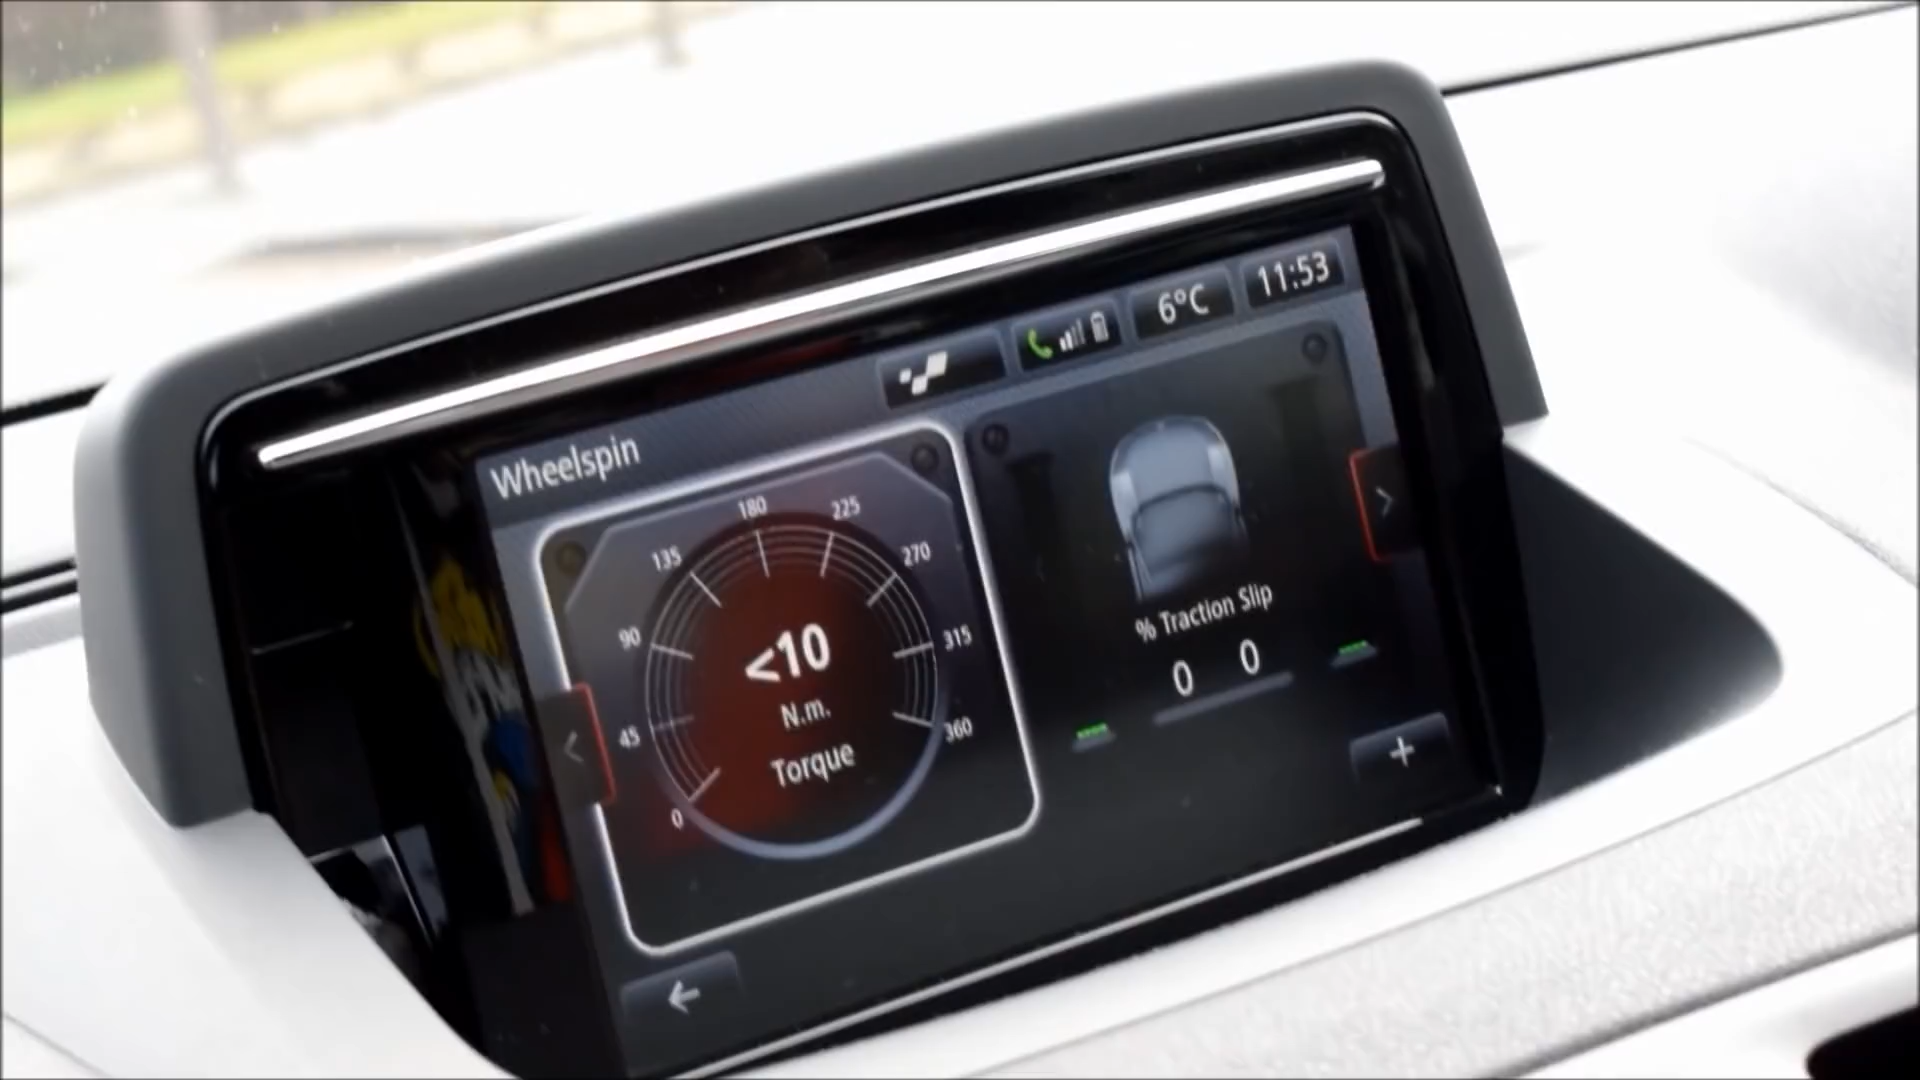 6°C
11:53
Wheelspin
180
225
135
270
90
315
45
360
0
<10
N.m.
Torque
% Traction Slip
0 0